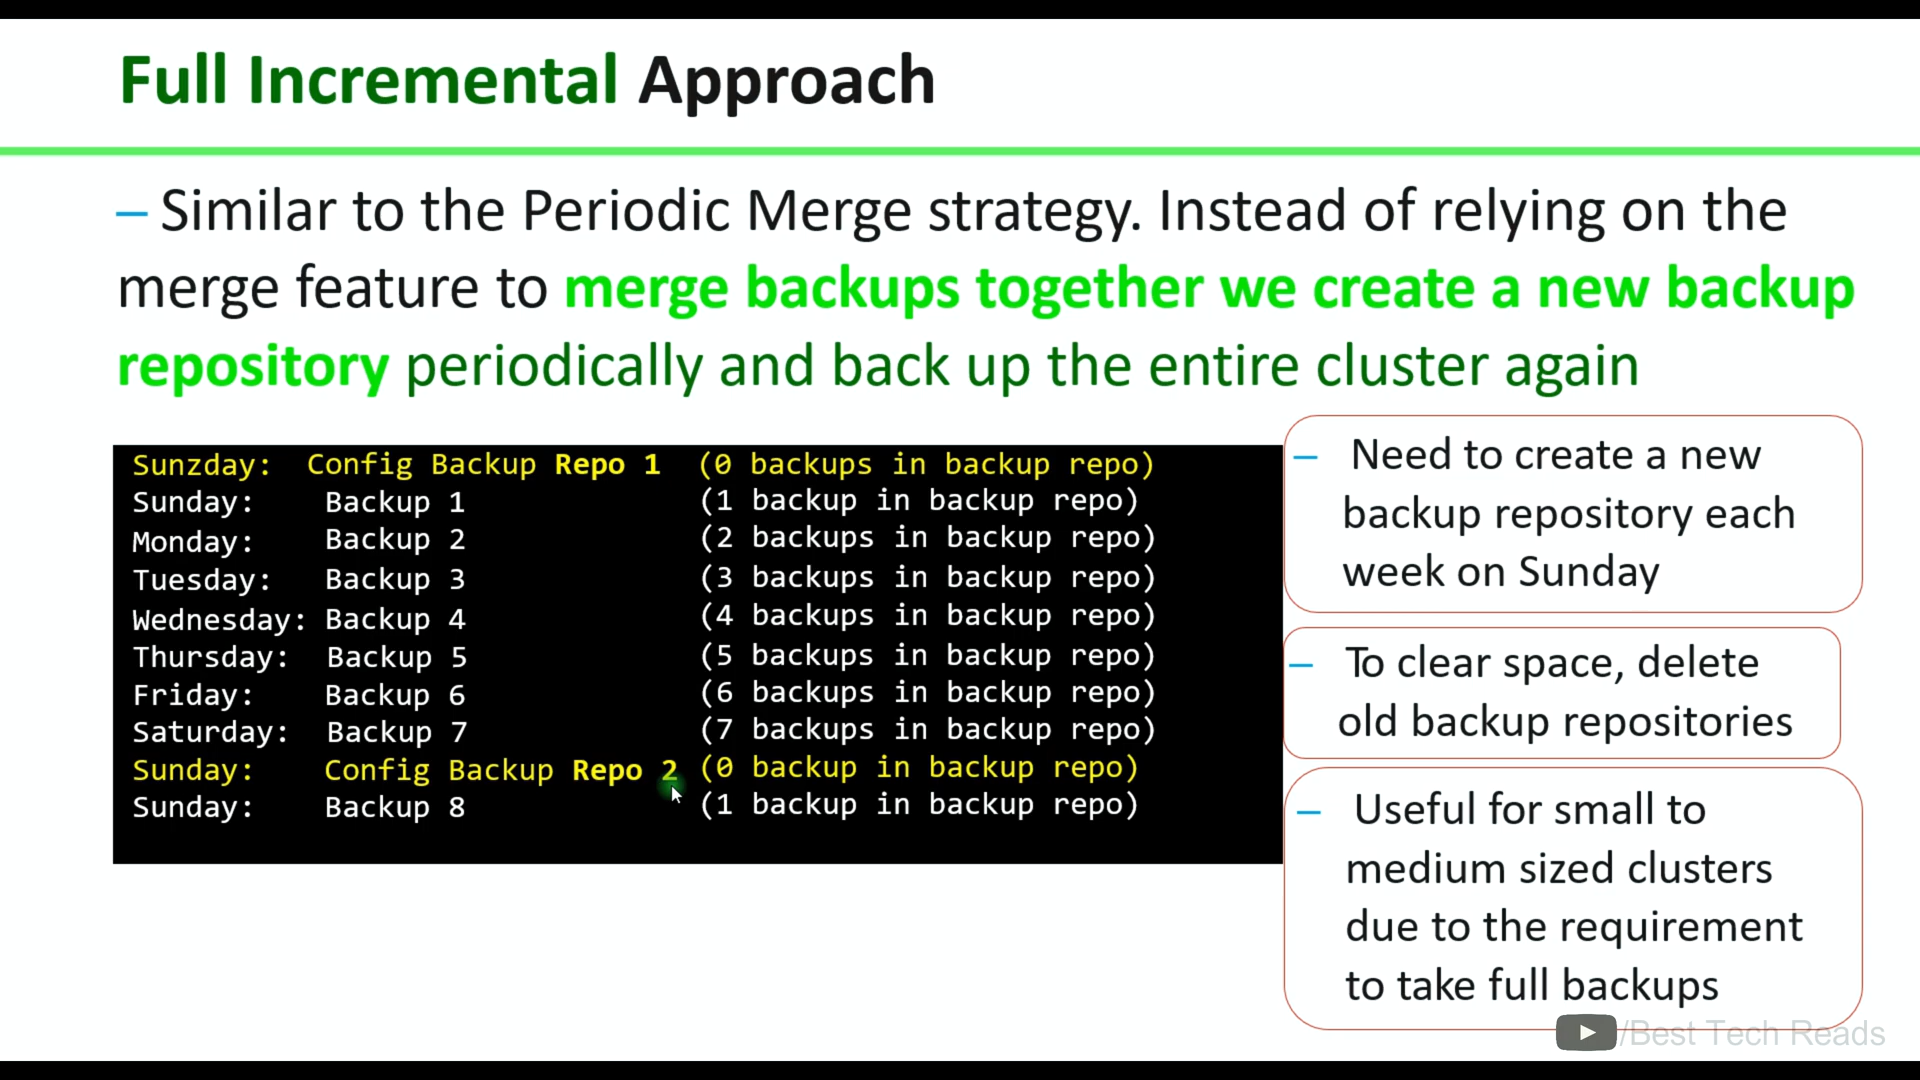 Full Incremental Approach
– Similar to the Periodic Merge strategy. Instead of relying on the
merge feature to merge backups together we create a new backup
repository periodically and back up the entire cluster again
Sunzday: Config Backup Repo 1 (0 backups in backup repo)
Sunday: Backup 1 (1 backup in backup repo)
Monday: Backup 2 (2 backups in backup repo)
Tuesday: Backup 3 (3 backups in backup repo)
Wednesday: Backup 4 (4 backups in backup repo)
Thursday: Backup 5 (5 backups in backup repo)
Friday: Backup 6 (6 backups in backup repo)
Saturday: Backup 7 (7 backups in backup repo)
Sunday: Config Backup Repo 2 (0 backup in backup repo)
Sunday: Backup 8 (1 backup in backup repo)
– Need to create a new
backup repository each
week on Sunday
– To clear space, delete
old backup repositories
– Useful for small to
medium sized clusters
due to the requirement
to take full backups
/Best Tech Reads